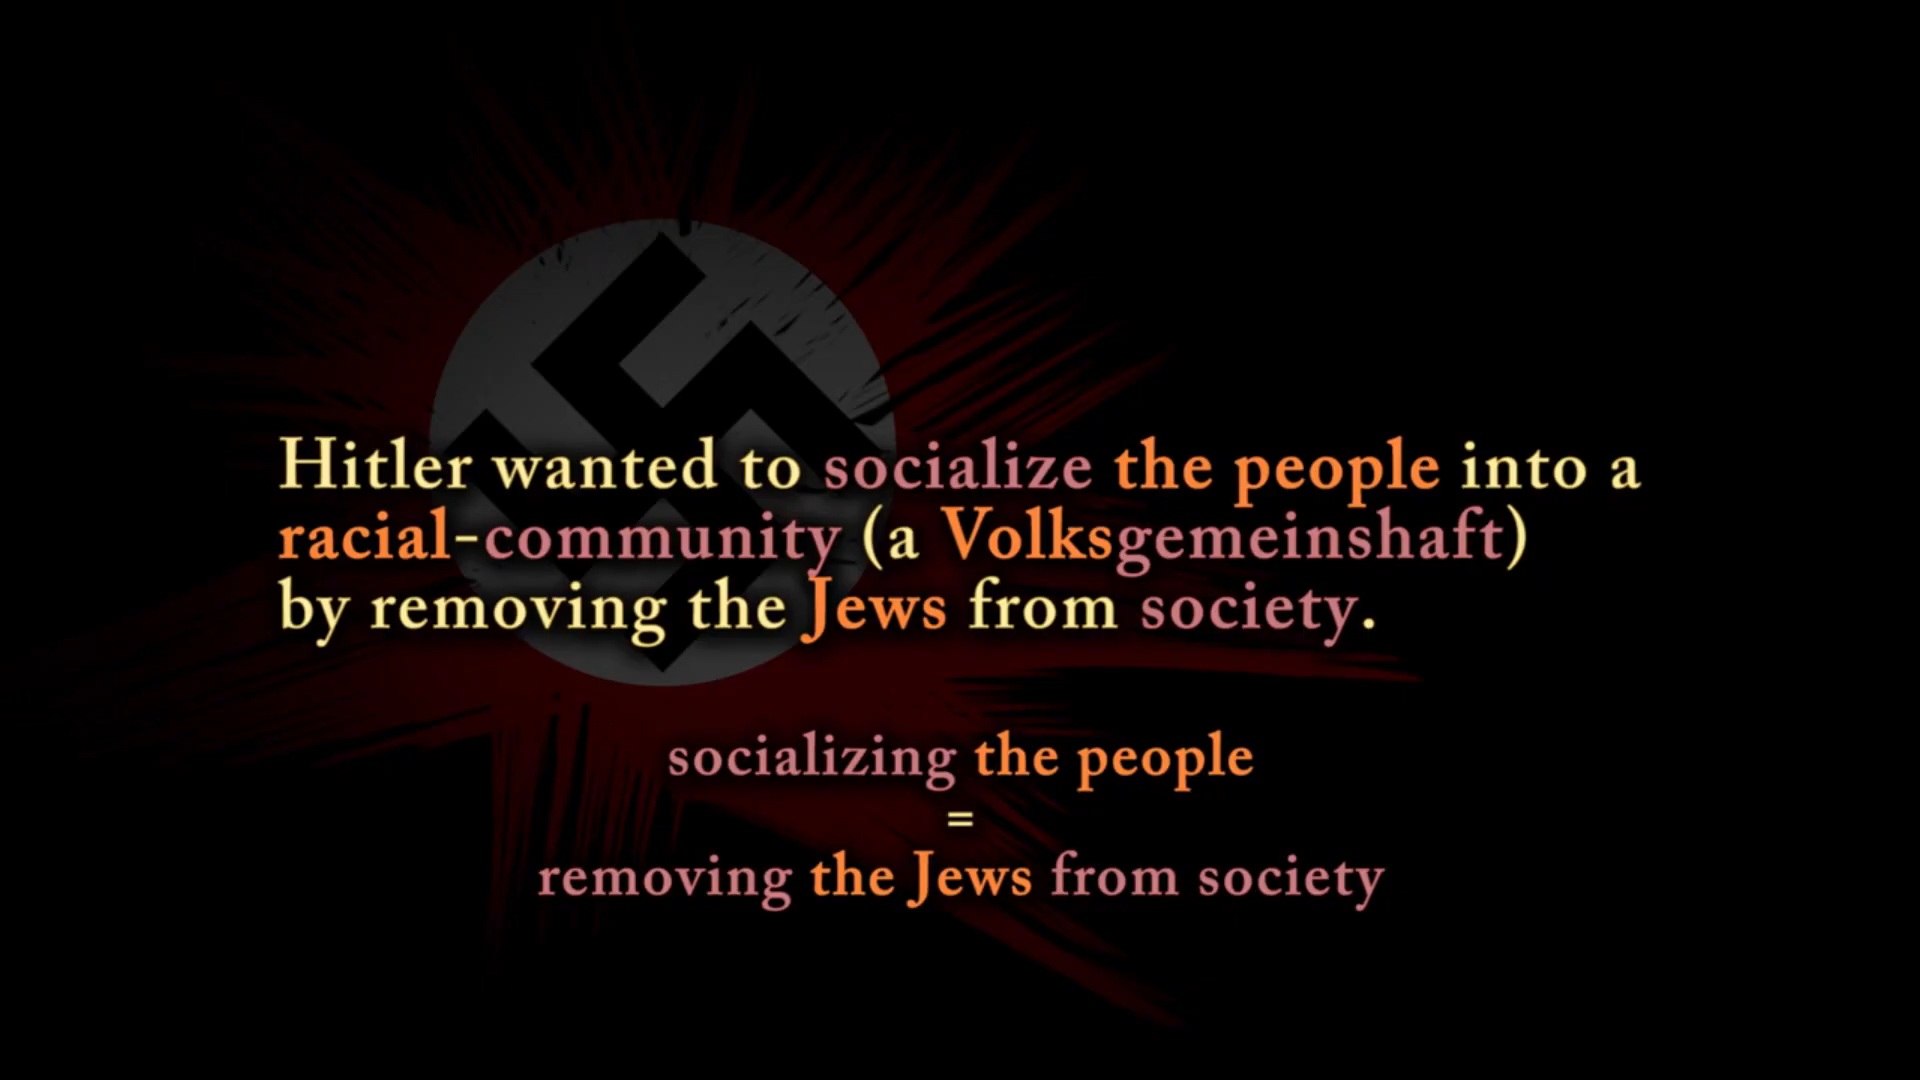 Hitler wanted to socialize the people into a
racial-community (a Volksgemeinshaft)
by removing the Jews from society.
socializing the people
=
removing the Jews from society